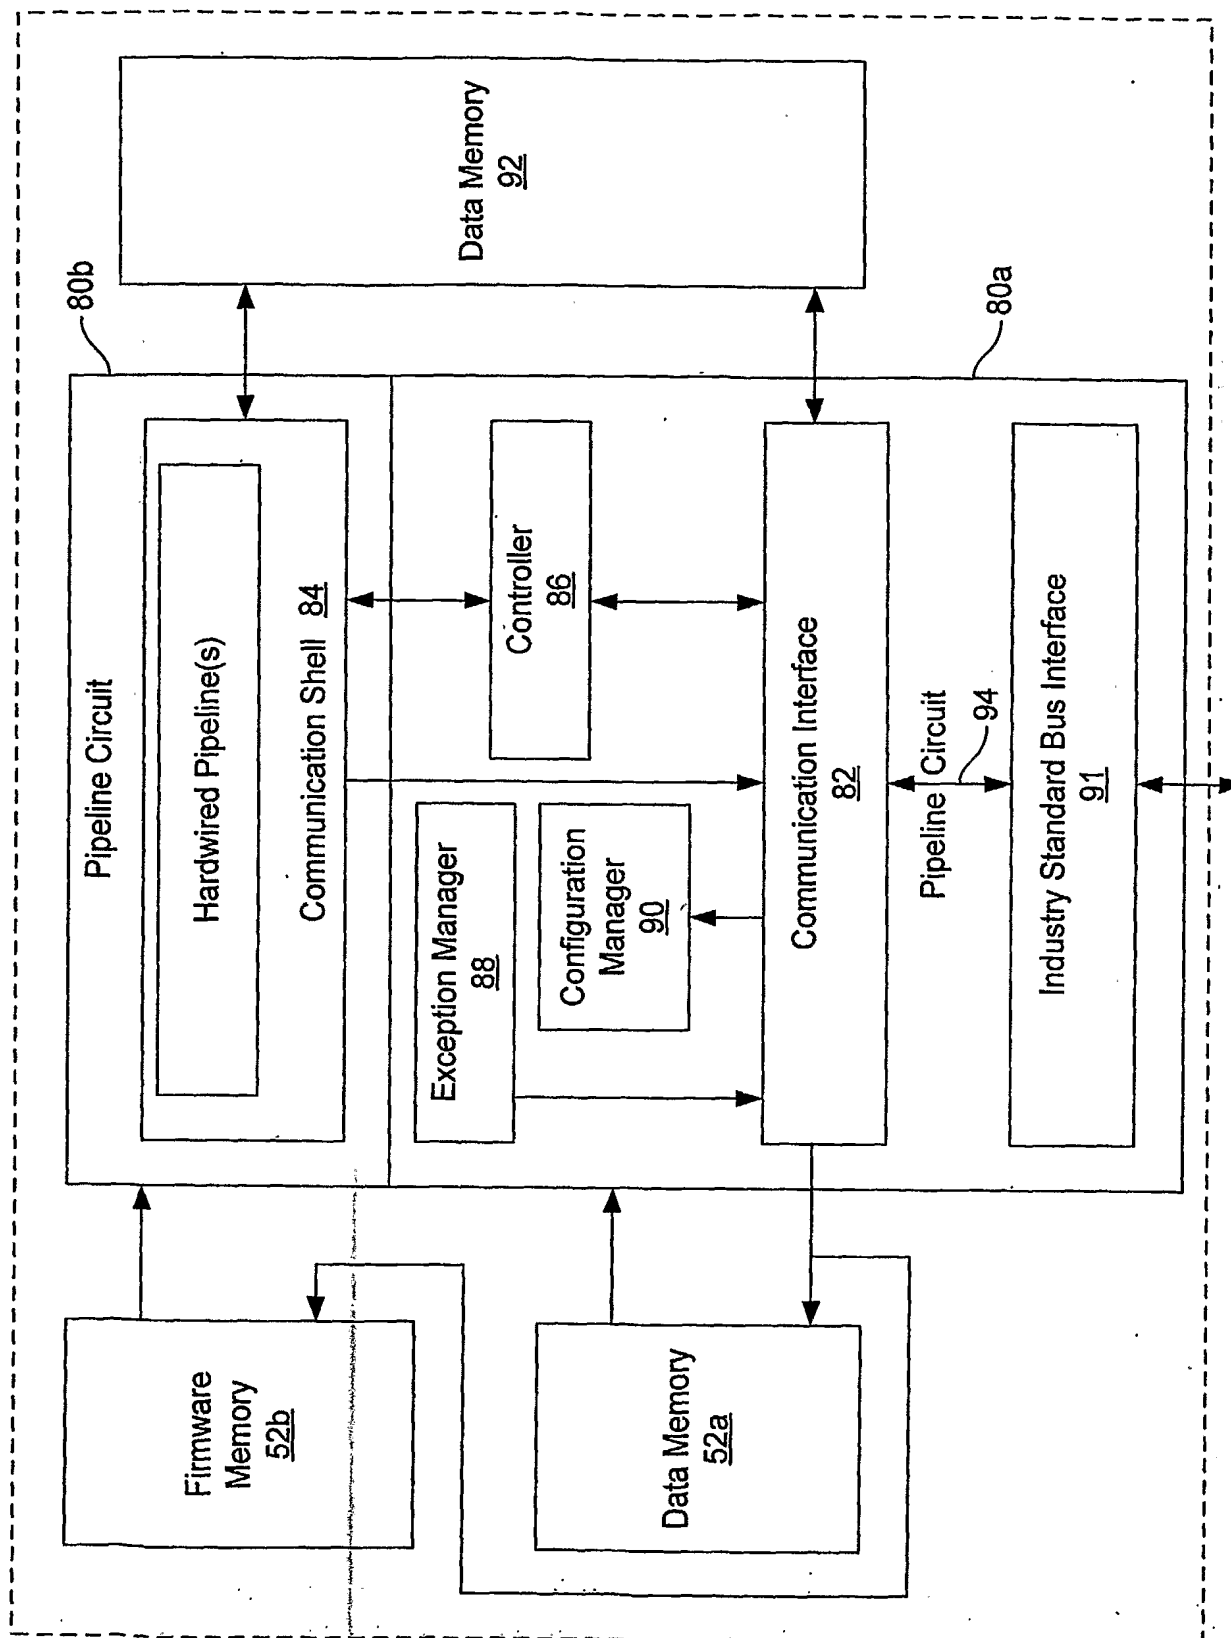 Firmware
Memory
52b
Data Memory
52a
Pipeline Circuit
80b
Hardwired Pipeline(s)
Communication Shell 84
Exception Manager
88
Configuration
Manager
90
Controller
86
Communication Interface
82
Pipeline Circuit
94
Industry Standard Bus Interface
91
80a
Data Memory
92